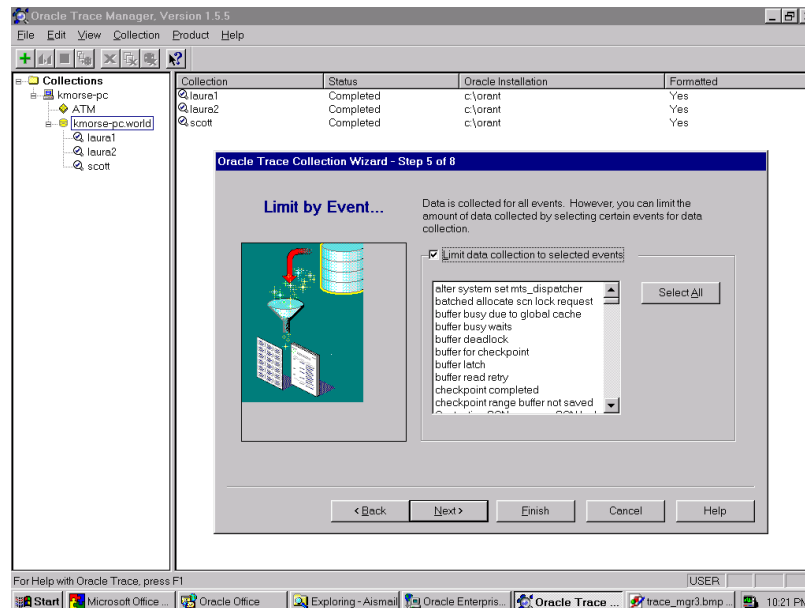 Oracle Trace Manager, Version 1.5.5
File Edit View Collection Product Help
Collections
kmorse-pc
ATM
kmorse-pc.world
laura1
laura2
scott
Collection Status Oracle Installation Formatted
laura1 Completed c:\orant Yes
laura2 Completed c:\orant Yes
scott Completed c:\orant Yes
Oracle Trace Collection Wizard - Step 5 of 8
Limit by Event...
Data is collected for all events. However, you can limit the
amount of data collected by selecting certain events for data
collection.
Limit data collection to selected events
alter system set mts_dispatcher
batched allocate scn lock request
buffer busy due to global cache
buffer busy waits
buffer deadlock
buffer for checkpoint
buffer latch
buffer read retry
checkpoint completed
checkpoint range buffer not saved
Select All
< Back Next > Finish Cancel Help
For Help with Oracle Trace, press F1
USER
Start Microsoft Office ... Oracle Office Exploring - Aismail Oracle Enterpris... Oracle Trace ... trace_mgr3.bmp ... 10:21 PM